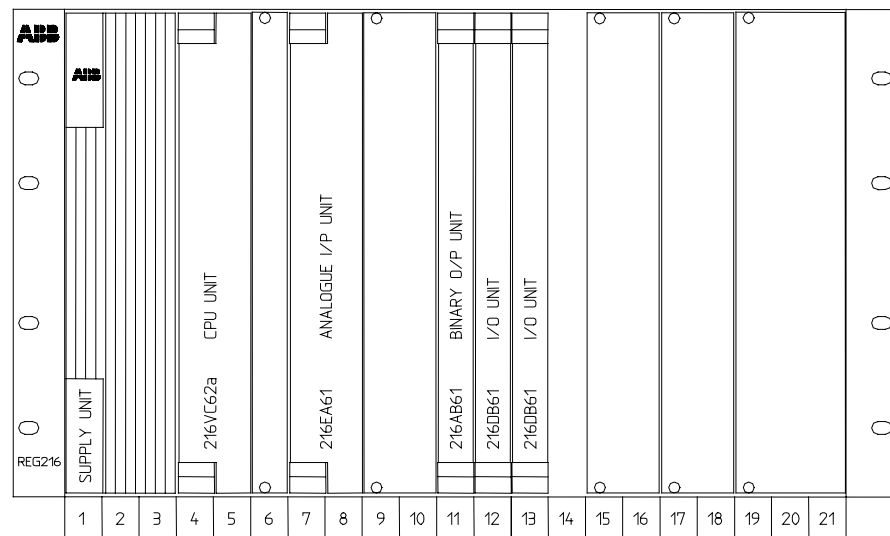 ABB
ABB
SUPPLY UNIT
REG216
216VC62a CPU UNIT
216EA61 ANALOGUE I/P UNIT
216AB61 BINARY O/P UNIT
216DB61 I/O UNIT
216DB61 I/O UNIT
1 2 3 4 5 6 7 8 9 10 11 12 13 14 15 16 17 18 19 20 21